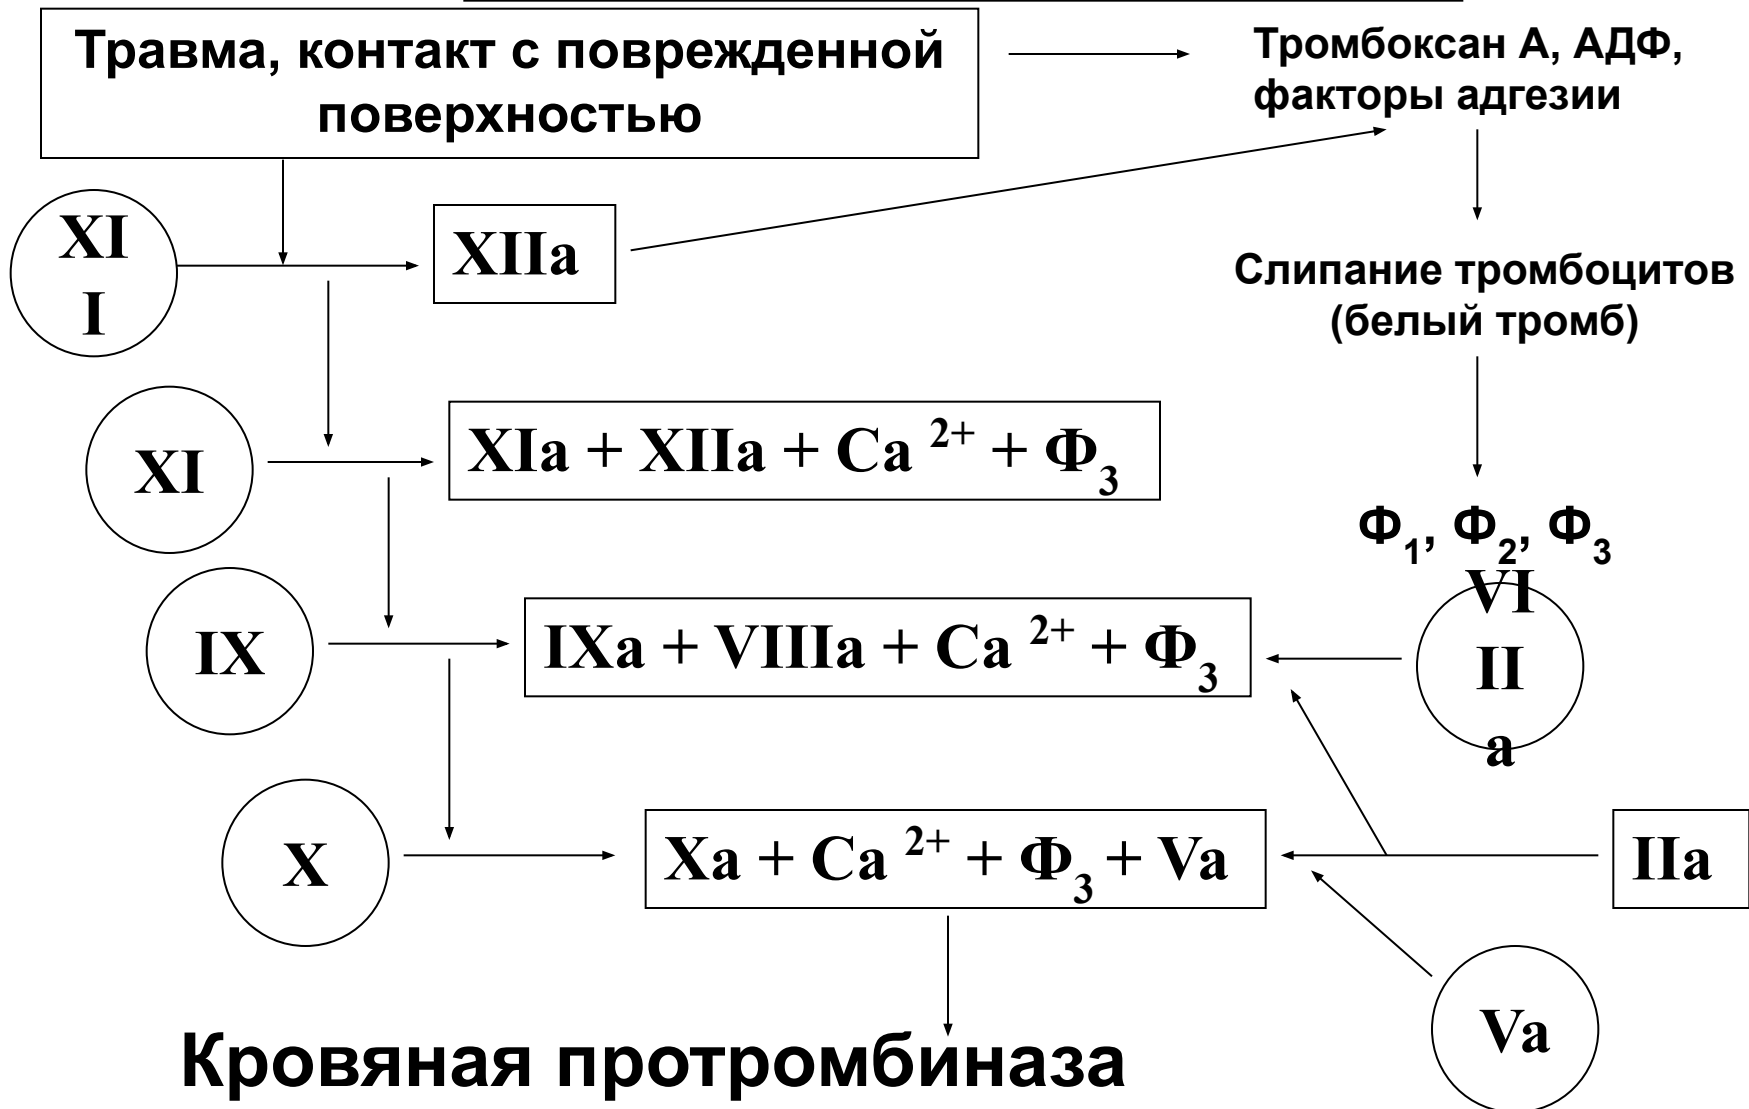 Травма, контакт с поврежденной
поверхностью
Тромбоксан А, АДФ,
факторы адгезии
XI
I
XIIa
Слипание тромбоцитов
(белый тромб)
XI
XIa + XIIa + Ca 2+ + Ф3
Ф1, Ф2, Ф3
IX
IXa + VIIIa + Ca 2+ + Ф3
VI
II
a
X
Xa + Ca 2+ + Ф3 + Va
IIa
Va
Кровяная протромбиназа